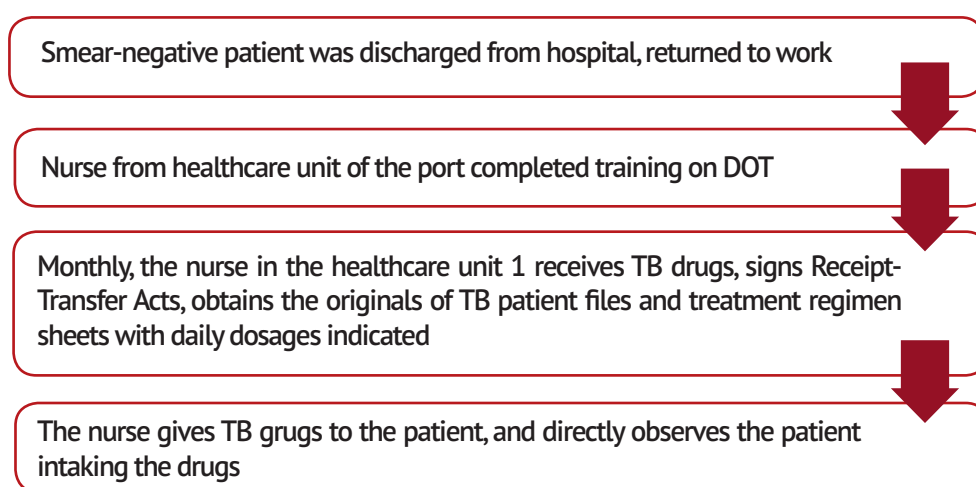 Smear-negative patient was discharged from hospital, returned to work
Nurse from healthcare unit of the port completed training on DOT
Monthly, the nurse in the healthcare unit 1 receives TB drugs, signs Receipt-
Transfer Acts, obtains the originals of TB patient files and treatment regimen
sheets with daily dosages indicated
The nurse gives TB grugs to the patient, and directly observes the patient
intaking the drugs